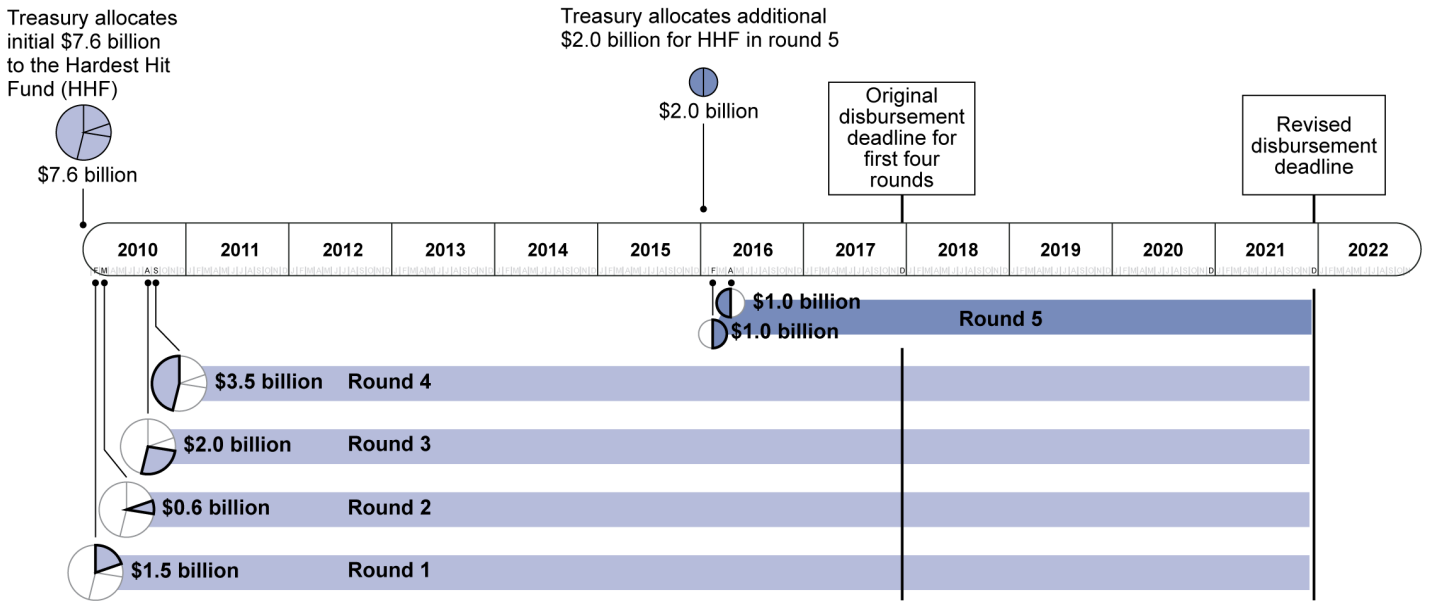 Treasury allocates
initial $7.6 billion
to the Hardest Hit
Fund (HHF)
$7.6 billion
Treasury allocates additional
$2.0 billion for HHF in round 5
$2.0 billion
Original
disbursement
deadline for
first four
rounds
Revised
disbursement
deadline
2010 2011 2012 2013 2014 2015 2016 2017 2018 2019 2020 2021 2022
F M A S F A D D D
$1.0 billion
$1.0 billion
Round 5
$3.5 billion Round 4
$2.0 billion Round 3
$0.6 billion Round 2
$1.5 billion Round 1